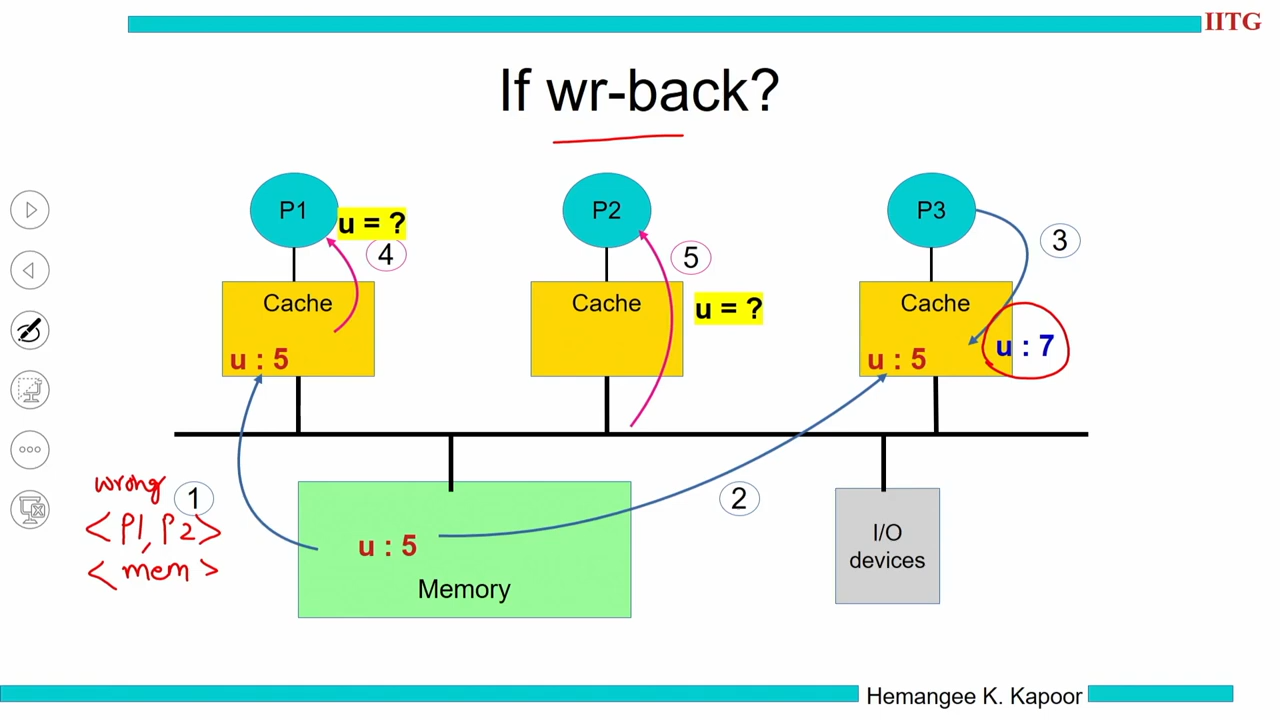 IITG
If wr-back?
P1
u = ?
4
P2
5
P3
3
Cache
u : 5
Cache
u = ?
Cache
u : 5
u : 7
wrong
<P1, P2>
<mem>
1
2
u : 5
Memory
I/O
devices
Hemangee K. Kapoor